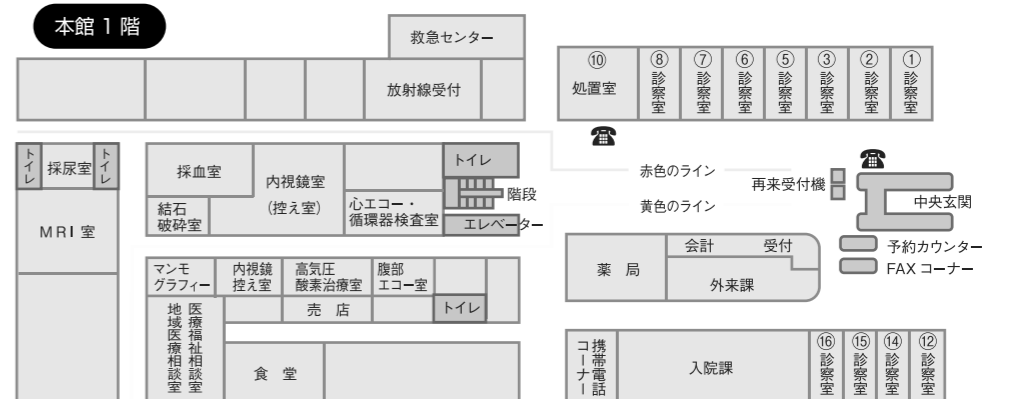 本館1階
救急センター
放射線受付
⑩
処置室
⑧
診察室
⑦
診察室
⑥
診察室
⑤
診察室
③
診察室
②
診察室
①
診察室
トイレ
採尿室
トイレ
MRI室
採血室
結石
破砕室
内視鏡室
(控え室)
心エコー・
循環器検査室
トイレ
階段
エレベーター
赤色のライン
黄色のライン
再来受付機
中央玄関
予約カウンター
FAXコーナー
会計 受付
薬局
外来課
マンモ
グラフィー
内視鏡
控え室
高気圧
酸素治療室
腹部
エコー室
売店
トイレ
医療福祉相談室
地域医療相談室
食堂
携帯電話
コーナー
入院課
⑯
診察室
⑮
診察室
⑭
診察室
⑫
診察室